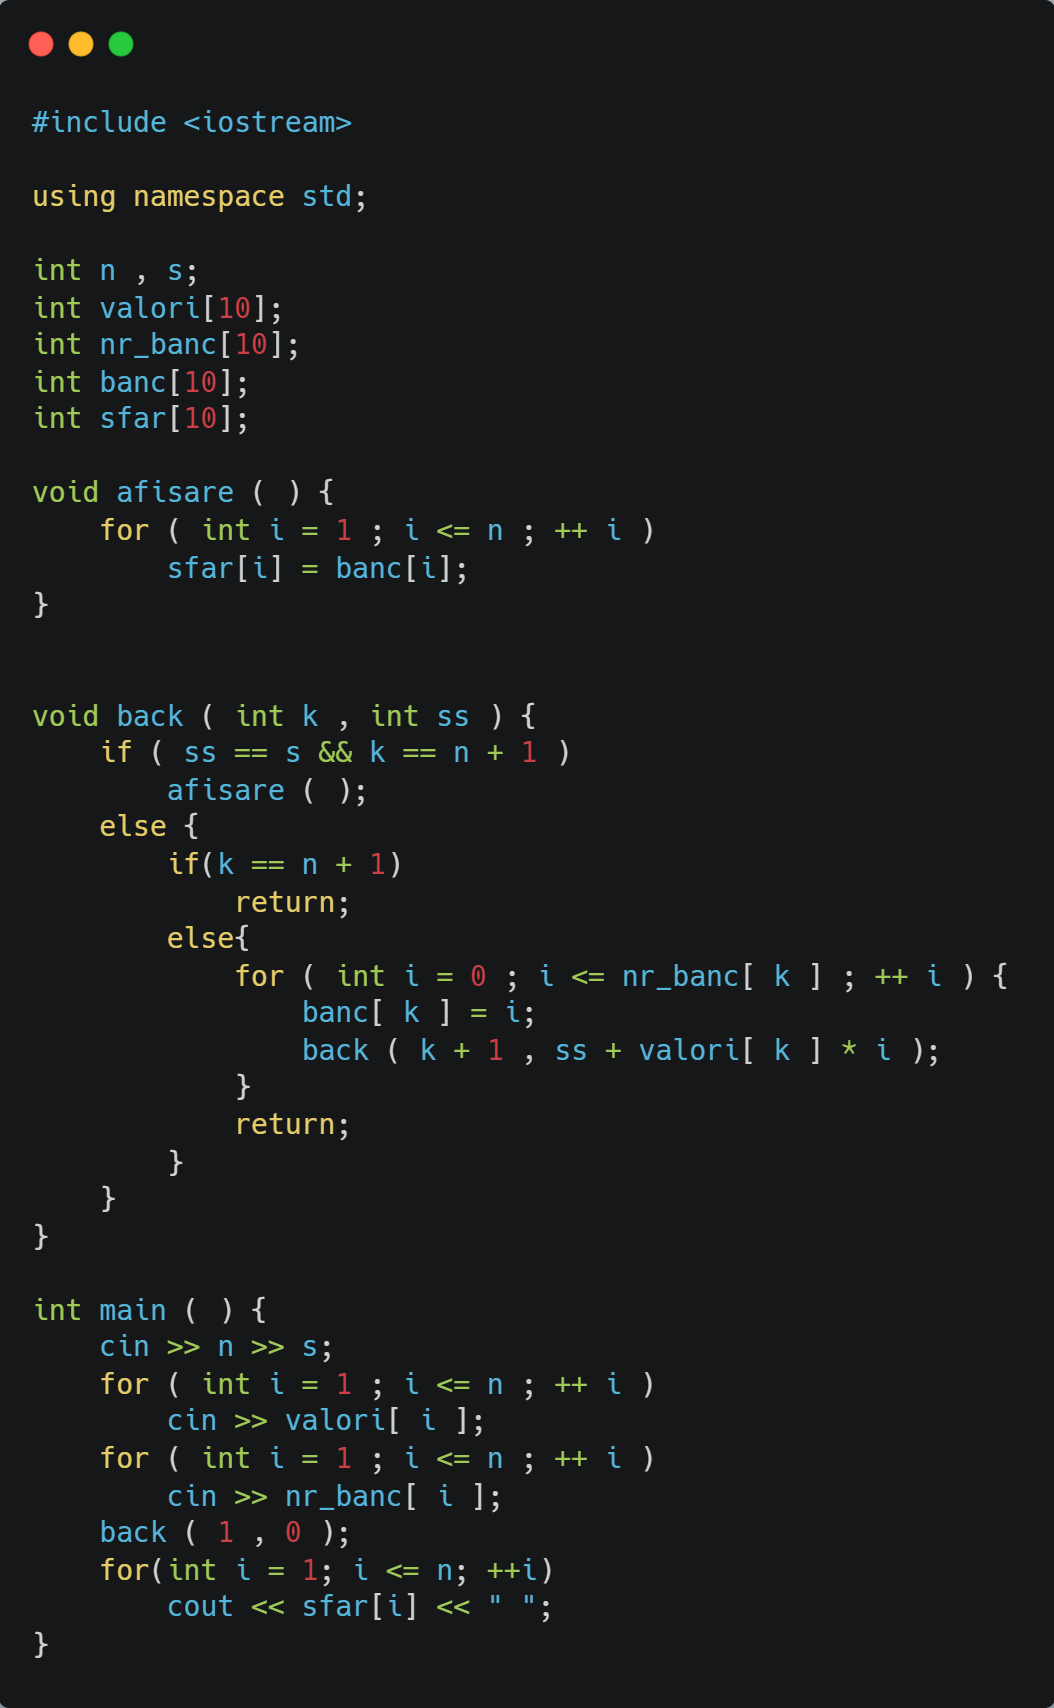 #include <iostream>
using namespace std;
int n , s;
int valori[10];
int nr_banc[10];
int banc[10];
int sfar[10];
void afisare ( ) {
    for ( int i = 1 ; i <= n ; ++ i )
        sfar[i] = banc[i];
}
void back ( int k , int ss ) {
    if ( ss == s && k == n + 1 )
        afisare ( );
    else {
        if(k == n + 1)
            return;
        else{
            for ( int i = 0 ; i <= nr_banc[ k ] ; ++ i ) {
                banc[ k ] = i;
                back ( k + 1 , ss + valori[ k ] * i );
            }
            return;
        }
    }
}
int main ( ) {
    cin >> n >> s;
    for ( int i = 1 ; i <= n ; ++ i )
        cin >> valori[ i ];
    for ( int i = 1 ; i <= n ; ++ i )
        cin >> nr_banc[ i ];
    back ( 1 , 0 );
    for(int i = 1; i <= n; ++i)
        cout << sfar[i] << " ";
}